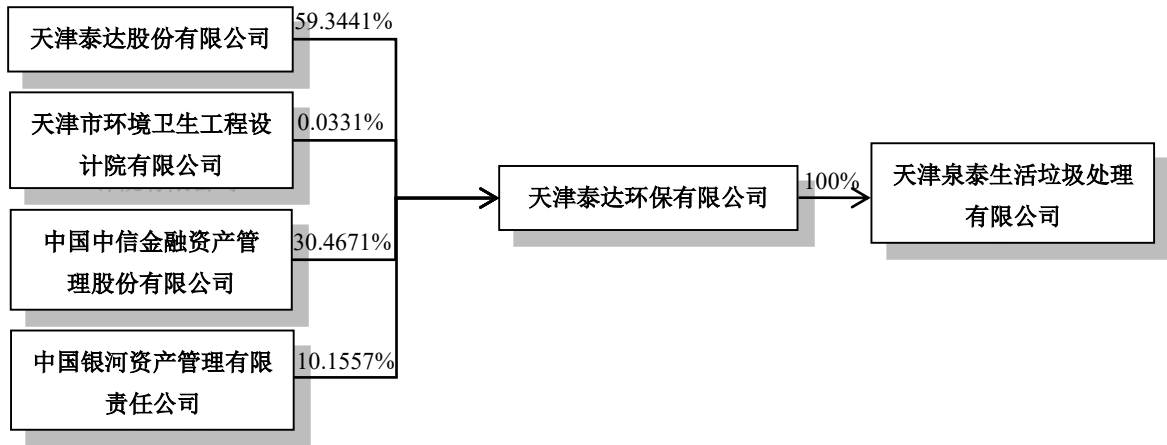 天津泰达股份有限公司
59.3441%
天津市环境卫生工程设
计院有限公司
0.0331%
中国中信金融资产管
理股份有限公司
30.4671%
中国银河资产管理有限
责任公司
10.1557%
天津泰达环保有限公司
100%
天津泉泰生活垃圾处理
有限公司